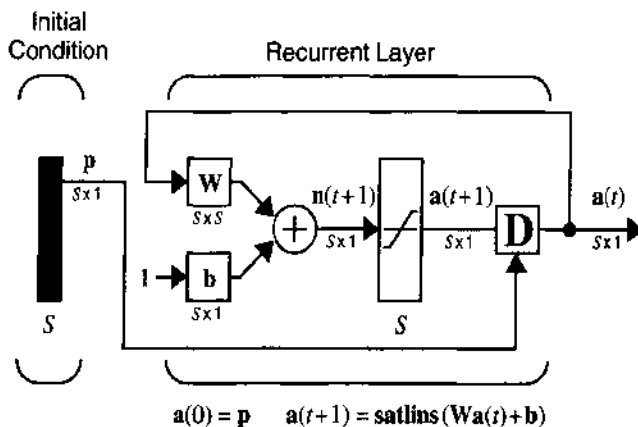 Initial
Condition
Recurrent Layer
p
S x 1
W
S x S
n(t+1)
S x 1
a(t+1)
S x 1
D
a(t)
S x 1
+
1
b
S x 1
S
S
a(0) = p a(t+1) = satlins(Wa(t)+b)